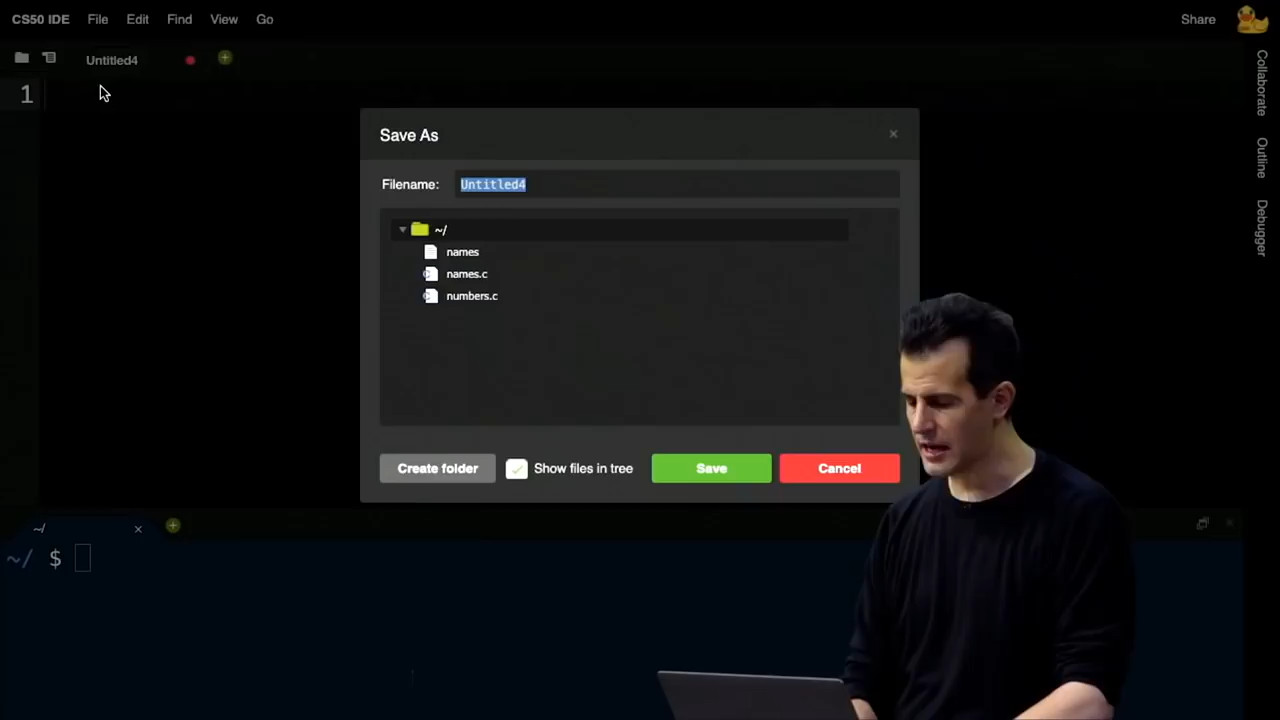 CS50 IDE File Edit Find View Go Share
Untitled4
1
Save As
Filename: Untitled4
~/
names
names.c
numbers.c
Create folder Show files in tree Save Cancel
~/
~/ $
Collaborate
Outline
Debugger